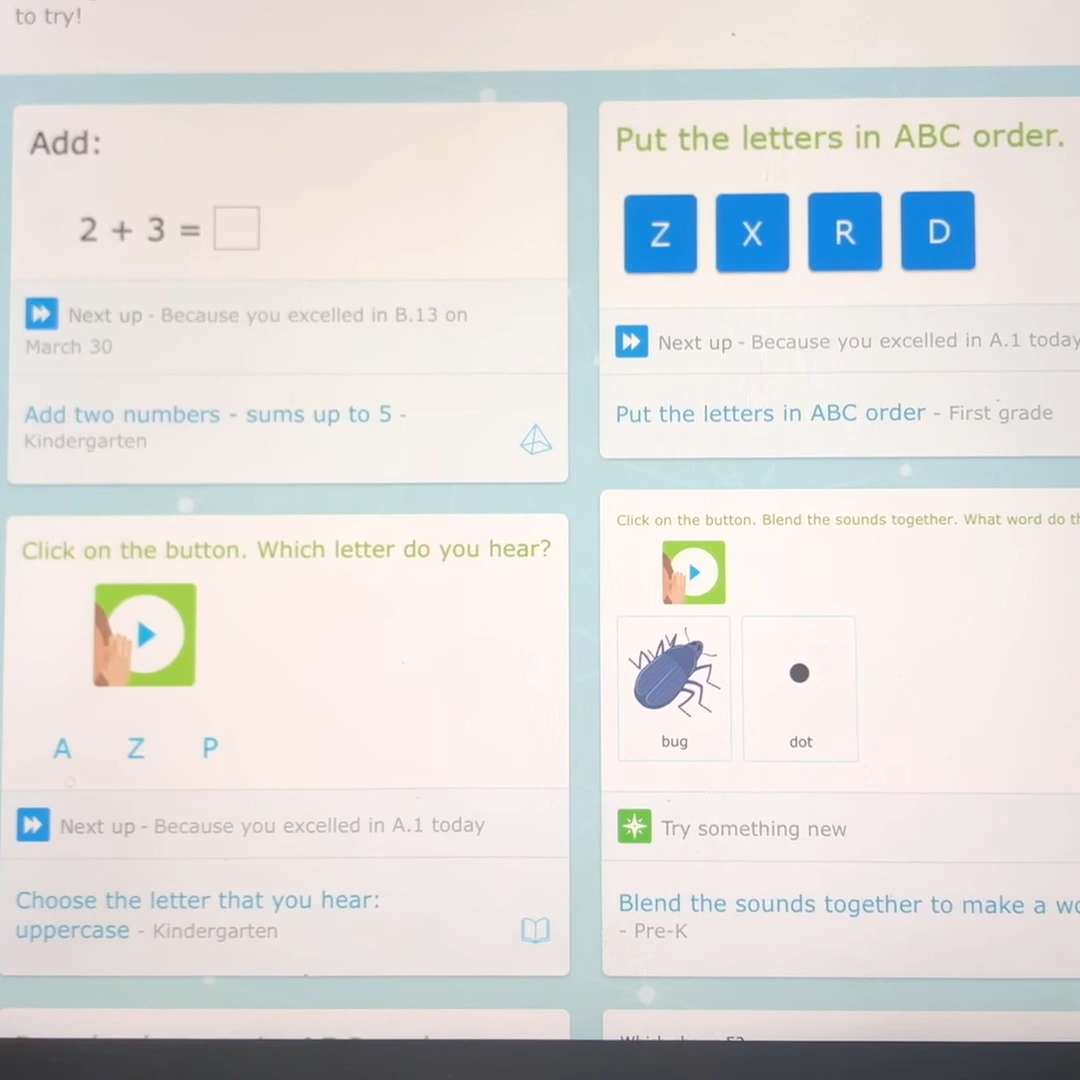 to try!
Add:
2 + 3 =
Next up - Because you excelled in B.13 on
March 30
Add two numbers - sums up to 5 -
Kindergarten
Put the letters in ABC order.
Z X R D
Next up - Because you excelled in A.1 today
Put the letters in ABC order - First grade
Click on the button. Which letter do you hear?
A Z P
Next up - Because you excelled in A.1 today
Choose the letter that you hear:
uppercase - Kindergarten
Click on the button. Blend the sounds together. What word do
bug dot
Try something new
Blend the sounds together to make a
- Pre-K